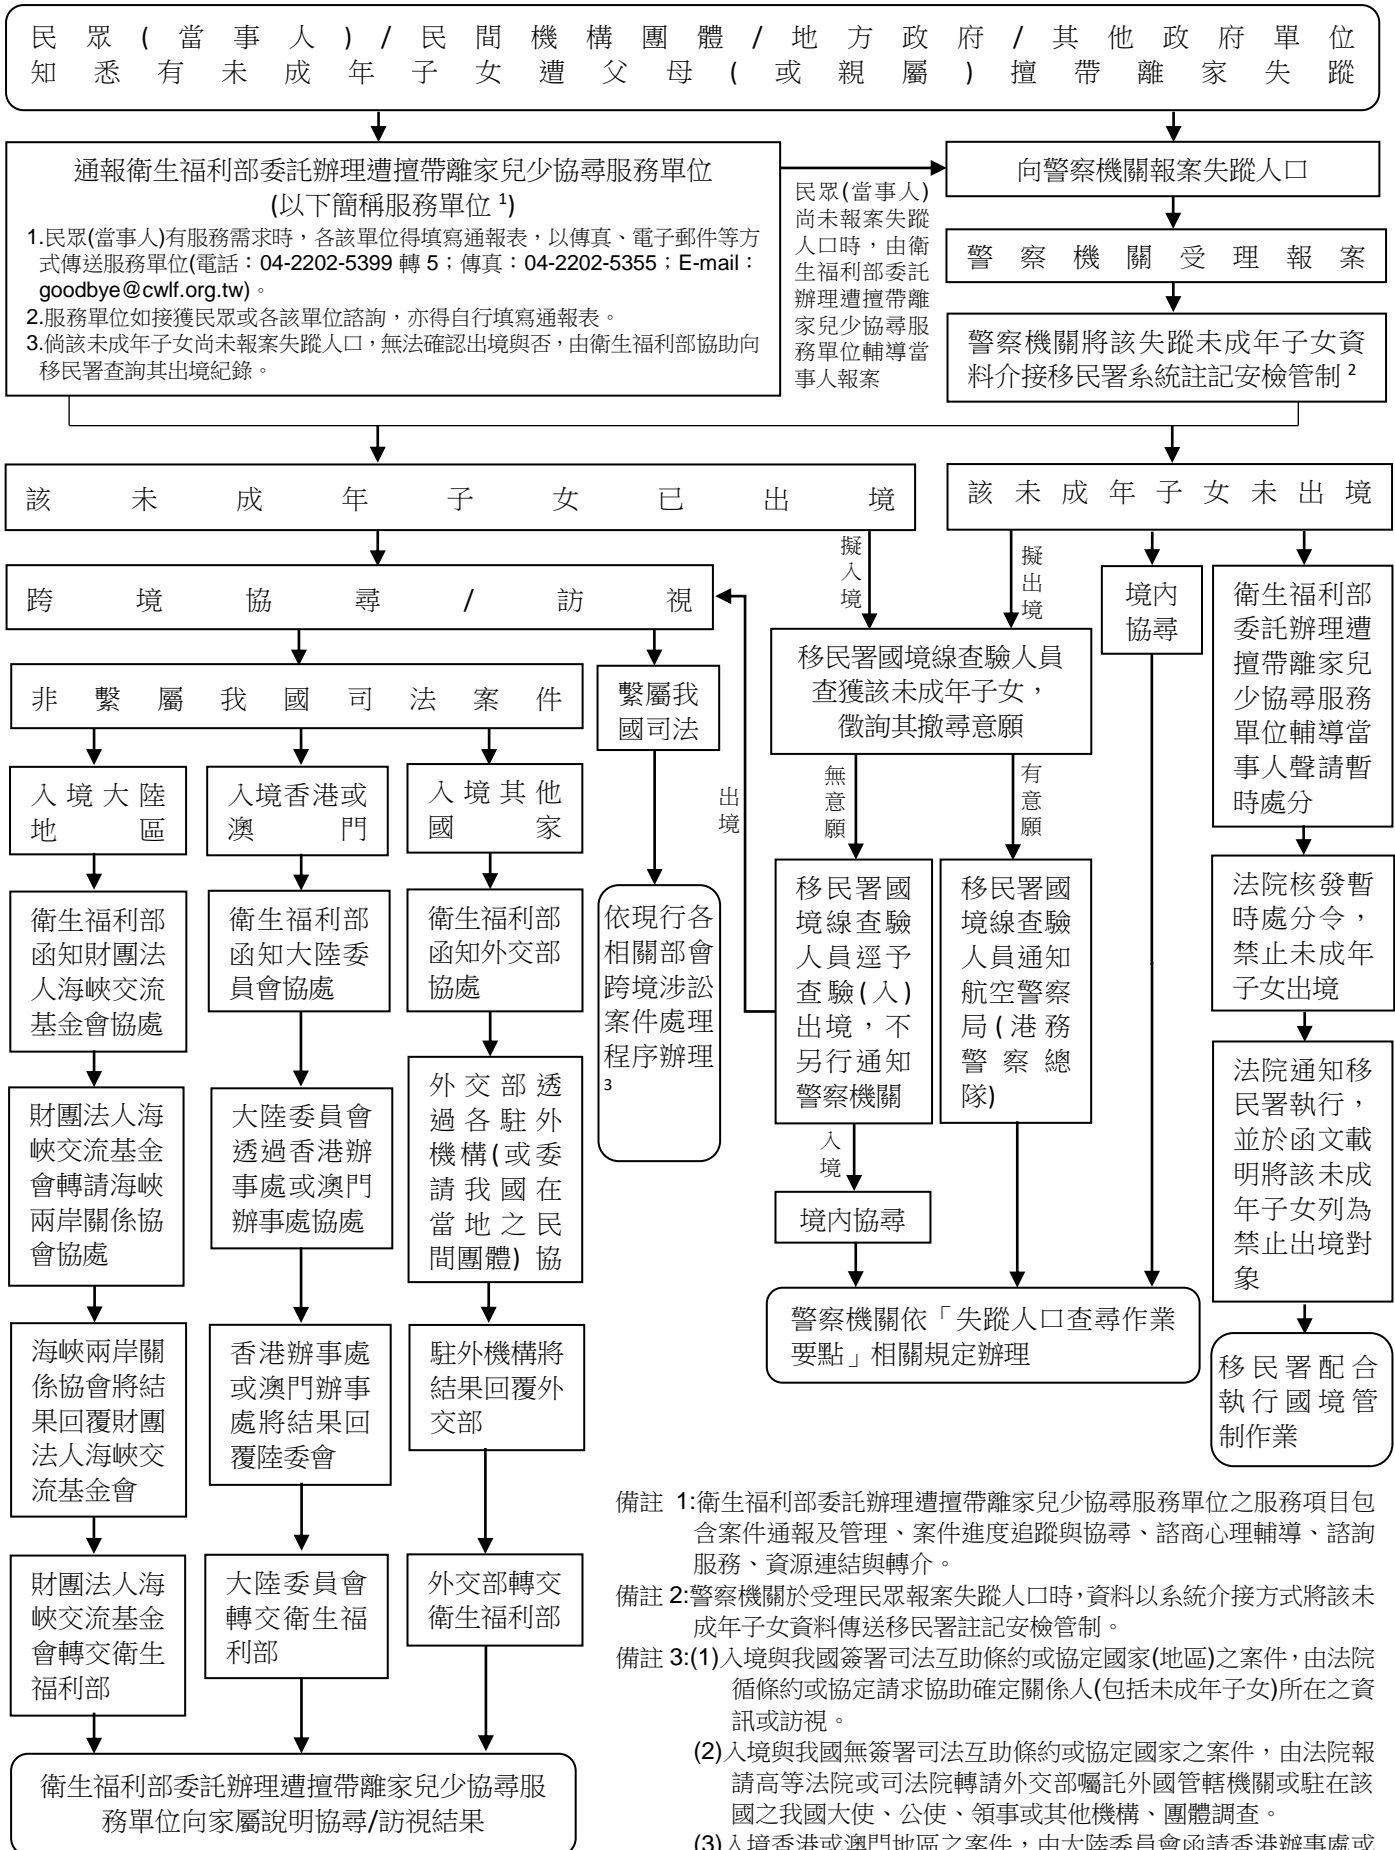 民眾(當事人)/民間機構團體/地方政府/其他政府單位
知悉有未成年子女遭父母(或親屬)擅帶離家失蹤
通報衛生福利部委託辦理遭擅帶離家兒少協尋服務單位
(以下簡稱服務單位 1)
1.民眾(當事人)有服務需求時，各該單位得填寫通報表，以傳真、電子郵件等方
式傳送服務單位(電話：04-2202-5399 轉 5；傳真：04-2202-5355；E-mail：
goodbye@cwlf.org.tw)。
2.服務單位如接獲民眾或各該單位諮詢，亦得自行填寫通報表。
3.倘該未成年子女尚未報案失蹤人口，無法確認出境與否，由衛生福利部協助向
移民署查詢其出境紀錄。
民眾(當事人)
尚未報案失蹤
人口時，由衛
生福利部委託
辦理遭擅帶離
家兒少協尋服
務單位輔導當
事人報案
向警察機關報案失蹤人口
警察機關受理報案
警察機關將該失蹤未成年子女資
料介接移民署系統註記安檢管制 2
該未成年子女已出境
該未成年子女未出境
擬
入
境
擬
出
境
跨境協尋/訪視
境內
協尋
衛生福利部
委託辦理遭
擅帶離家兒
少協尋服務
單位輔導當
事人聲請暫
時處分
移民署國境線查驗人員
查獲該未成年子女，
徵詢其撤尋意願
非繫屬我國司法案件
繫屬我
國司法
無
意
願
有
意
願
出
境
入境大陸
地區
入境香港或
澳門
入境其他
國家
衛生福利部
函知財團法
人海峽交流
基金會協處
衛生福利部
函知大陸委
員會協處
衛生福利部
函知外交部
協處
依現行各
相關部會
跨境涉訟
案件處理
程序辦理
3
移民署國
境線查驗
人員逕予
查驗(入)
出境，不
另行通知
警察機關
移民署國
境線查驗
人員通知
航空警察
局(港務
警察總
隊)
法院核發暫
時處分令，
禁止未成年
子女出境
法院通知移
民署執行，
並於函文載
明將該未成
年子女列為
禁止出境對
象
財團法人海
峽交流基金
會轉請海峽
兩岸關係協
會協處
大陸委員會
透過香港辦
事處或澳門
辦事處協處
外交部透
過各駐外
機構(或委
請我國在
當地之民
間團體) 協
入
境
境內協尋
警察機關依「失蹤人口查尋作業
要點」相關規定辦理
移民署配合
執行國境管
制作業
海峽兩岸關
係協會將結
果回覆財團
法人海峽交
流基金會
香港辦事處
或澳門辦事
處將結果回
覆陸委會
駐外機構將
結果回覆外
交部
財團法人海
峽交流基金
會轉交衛生
福利部
大陸委員會
轉交衛生福
利部
外交部轉交
衛生福利部
衛生福利部委託辦理遭擅帶離家兒少協尋服
務單位向家屬說明協尋/訪視結果
備註 1:衛生福利部委託辦理遭擅帶離家兒少協尋服務單位之服務項目包
含案件通報及管理、案件進度追蹤與協尋、諮商心理輔導、諮詢
服務、資源連結與轉介。
備註 2:警察機關於受理民眾報案失蹤人口時，資料以系統介接方式將該未
成年子女資料傳送移民署註記安檢管制。
備註 3:(1)入境與我國簽署司法互助條約或協定國家(地區)之案件，由法院
循條約或協定請求協助確定關係人(包括未成年子女)所在之資
訊或訪視。
(2)入境與我國無簽署司法互助條約或協定國家之案件，由法院報
請高等法院或司法院轉請外交部囑託外國管轄機關或駐在該
國之我國大使、公使、領事或其他機構、團體調查。
(3)入境香港或澳門地區之案件，由大陸委員會函請香港辦事處或